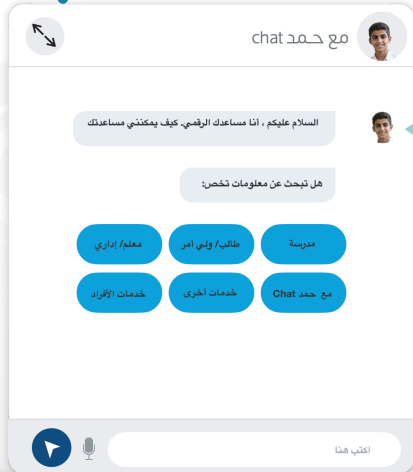 chat مع حمد
السلام عليكم ، أنا مساعدك الرقمي. كيف يمكنني مساعدتك
هل تبحث عن معلومات تخص:
مدرسة
طالب/ ولي أمر
معلم/ إداري
Chat مع حمد
خدمات أخرى
خدمات الأفراد
اكتب هنا